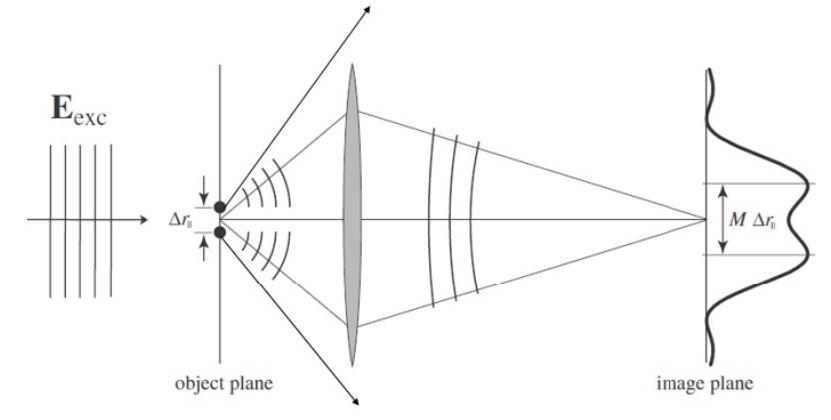 E_exc
Δr_∥
M Δr_∥
object plane
image plane